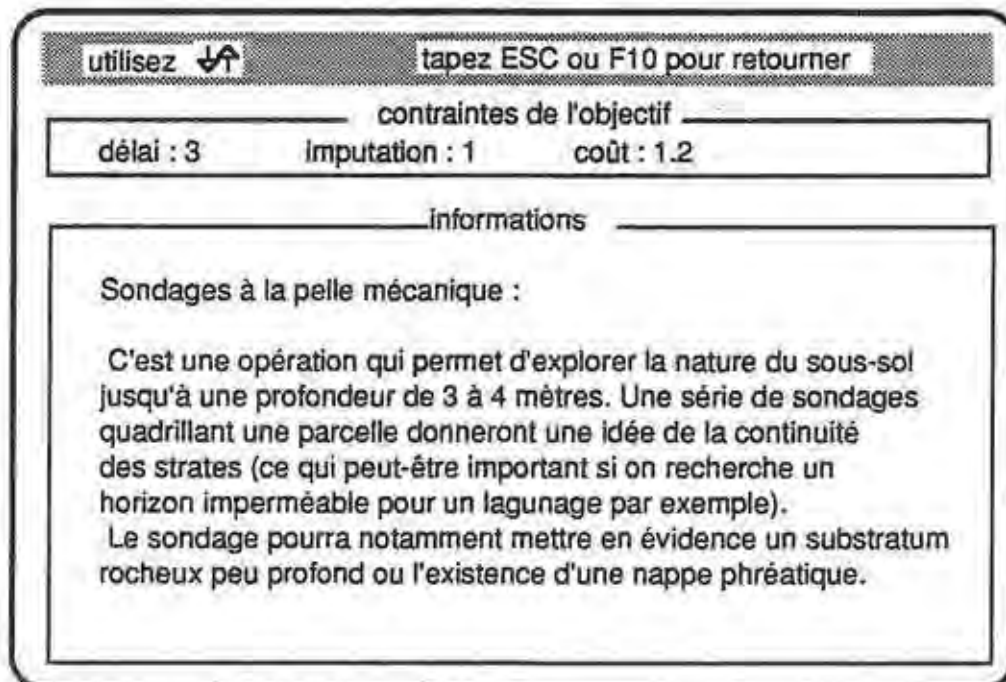 utilisez ↓↑ tapez ESC ou F10 pour retourner
contraintes de l'objectif
délai : 3 imputation : 1 coût : 1.2
informations
Sondages à la pelle mécanique :
C'est une opération qui permet d'explorer la nature du sous-sol
jusqu'à une profondeur de 3 à 4 mètres. Une série de sondages
quadrillant une parcelle donneront une idée de la continuité
des strates (ce qui peut-être important si on recherche un
horizon imperméable pour un lagunage par exemple).
Le sondage pourra notamment mettre en évidence un substratum
rocheux peu profond ou l'existence d'une nappe phréatique.